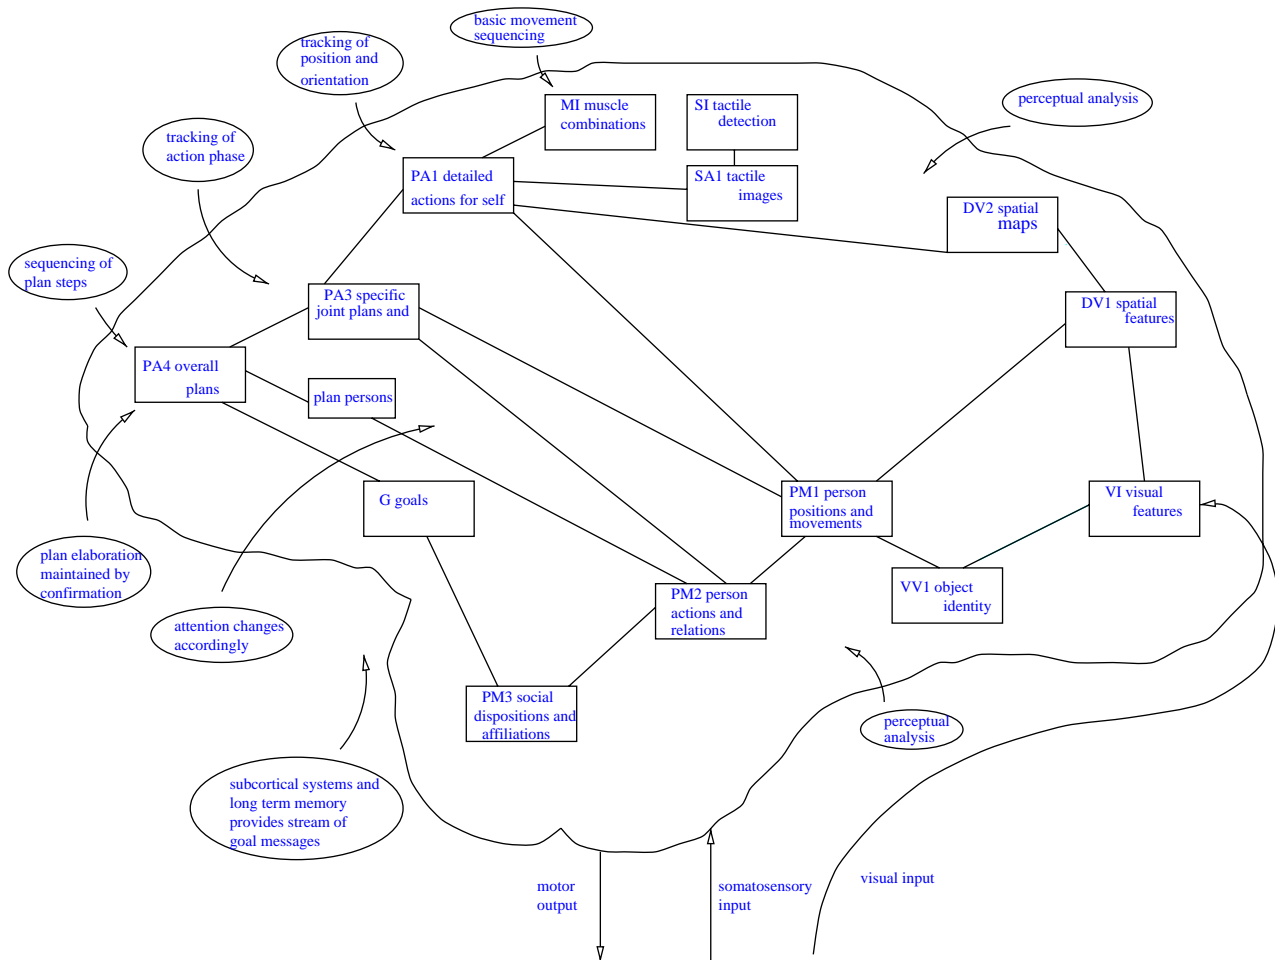 basic movement
sequencing
tracking of
position and
orientation
MI muscle
combinations
SI tactile
detection
perceptual analysis
tracking of
action phase
PA1 detailed
actions for self
SA1 tactile
images
DV2 spatial
maps
sequencing of
plan steps
PA3 specific
joint plans and
DV1 spatial
features
PA4 overall
plans
plan persons
G goals
PM1 person
positions and
movements
VI visual
features
plan elaboration
maintained by
confirmation
PM2 person
actions and
relations
VV1 object
identity
attention changes
accordingly
PM3 social
dispositions and
affiliations
perceptual
analysis
subcortical systems and
long term memory
provides stream of
goal messages
motor
output
somatosensory
input
visual input